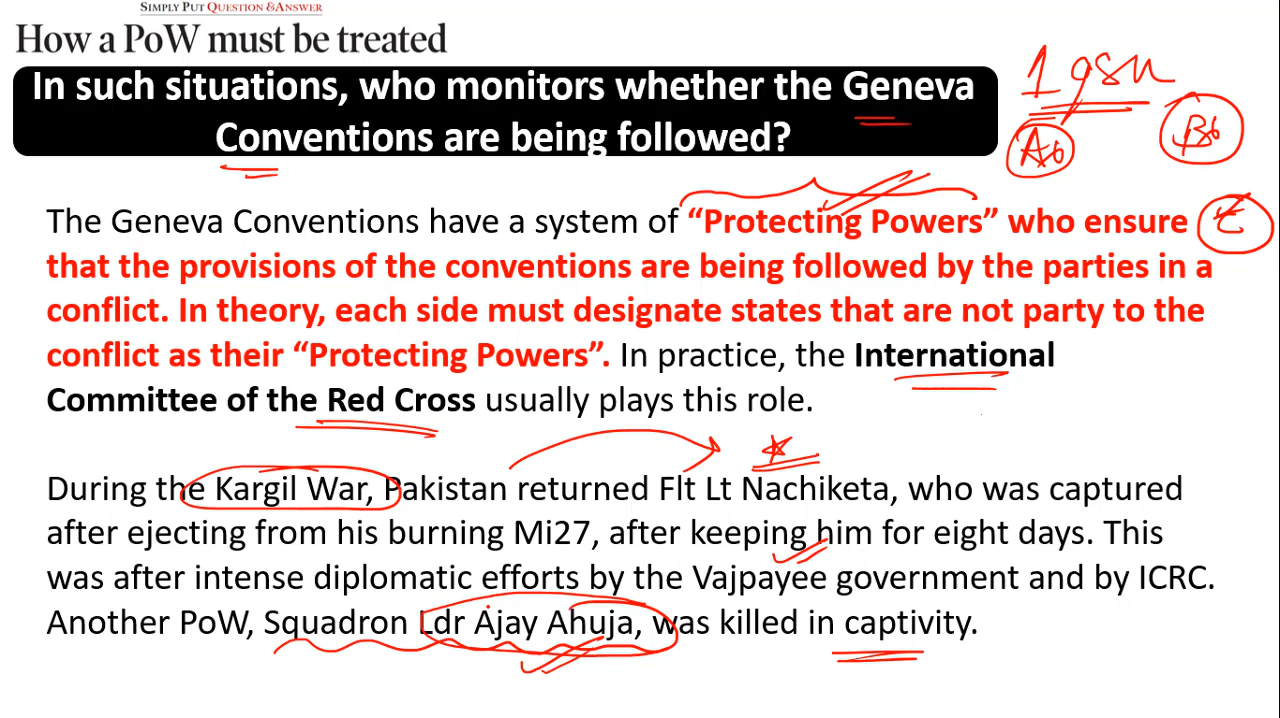 SIMPLY PUT QUESTION &ANSWER
How a PoW must be treated
In such situations, who monitors whether the Geneva
Conventions are being followed?
The Geneva Conventions have a system of “Protecting Powers” who ensure
that the provisions of the conventions are being followed by the parties in a
conflict. In theory, each side must designate states that are not party to the
conflict as their “Protecting Powers”. In practice, the International
Committee of the Red Cross usually plays this role.
During the Kargil War, Pakistan returned Flt Lt Nachiketa, who was captured
after ejecting from his burning Mi27, after keeping him for eight days. This
was after intense diplomatic efforts by the Vajpayee government and by ICRC.
Another PoW, Squadron Ldr Ajay Ahuja, was killed in captivity.